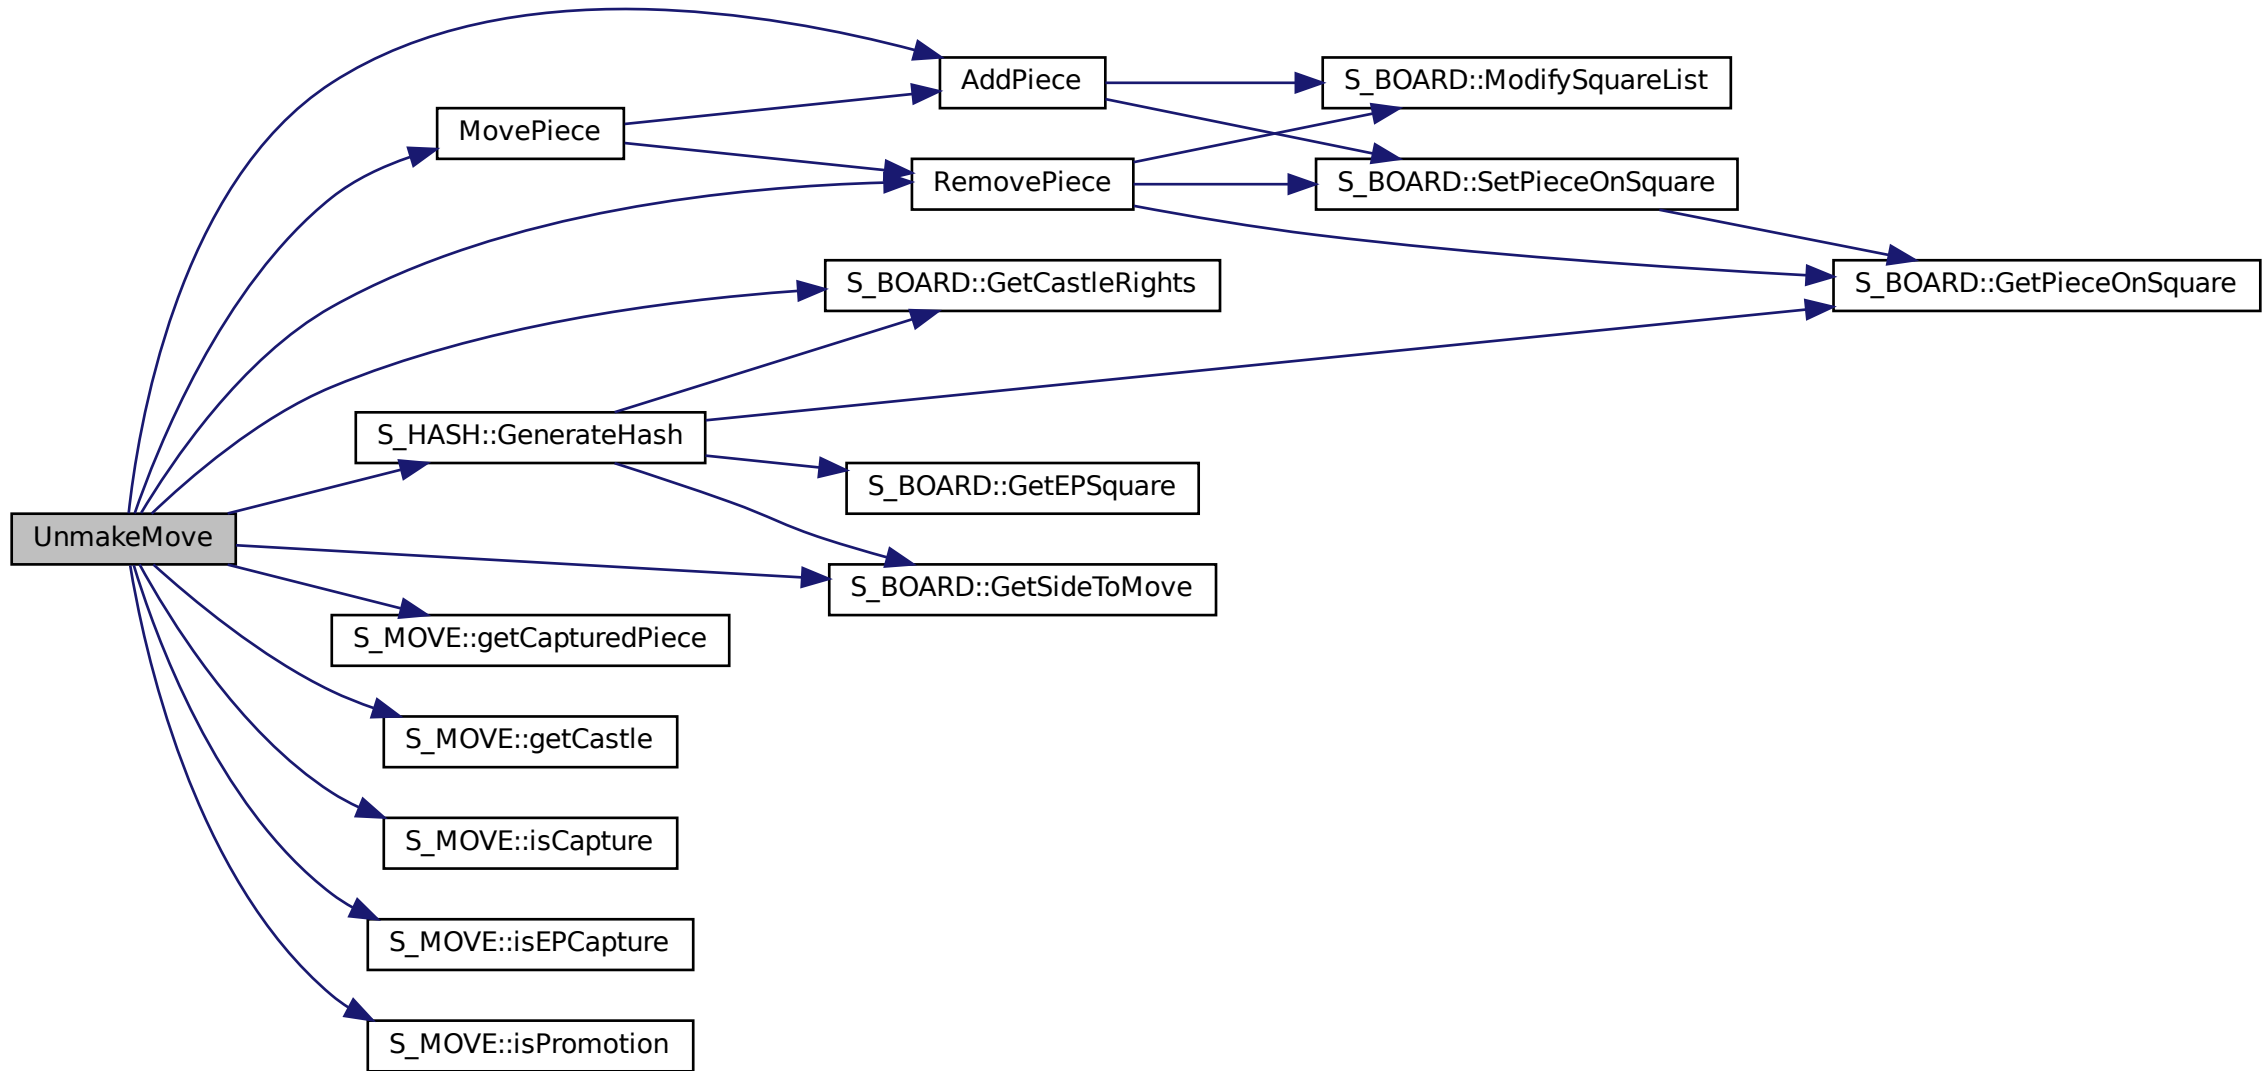 AddPiece
S_BOARD::ModifySquareList
MovePiece
RemovePiece
S_BOARD::SetPieceOnSquare
S_BOARD::GetCastleRights
S_BOARD::GetPieceOnSquare
S_HASH::GenerateHash
S_BOARD::GetEPSquare
UnmakeMove
S_BOARD::GetSideToMove
S_MOVE::getCapturedPiece
S_MOVE::getCastle
S_MOVE::isCapture
S_MOVE::isEPCapture
S_MOVE::isPromotion